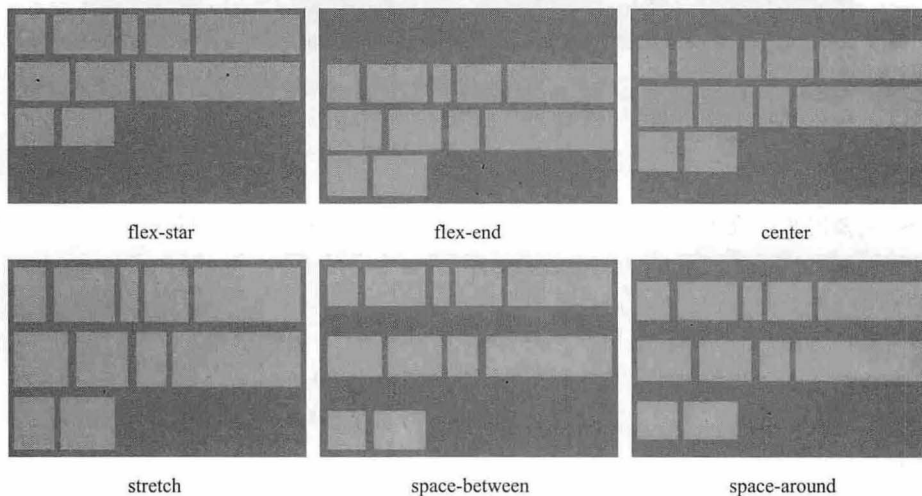 flex-star
flex-end
center
stretch
space-between
space-around